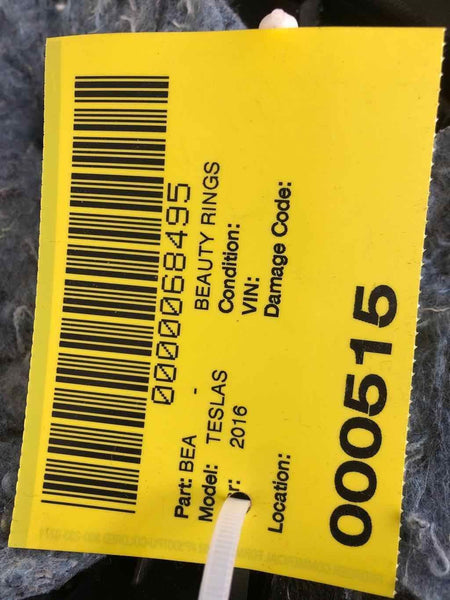 0000068495
Part: BEA - BEAUTY RINGS
Model: TESLAS Condition:
r: 2016 VIN:
Damage Code:
Location:
000515